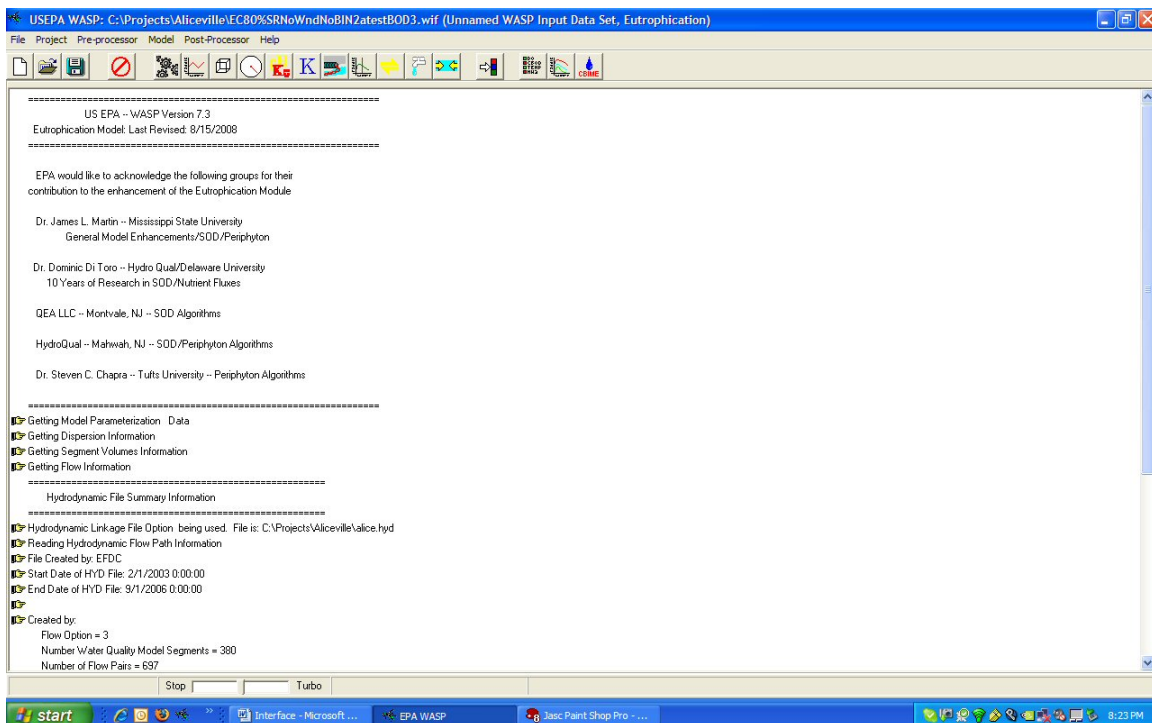 USEPA WASP: C:\Projects\Aliceville\EC80%SRNoWndNoBIN2atestBOD3.wif (Unnamed WASP Input Data Set, Eutrophication)
File Project Pre-processor Model Post-Processor Help
K
CBIME
================================================================
US EPA -- WASP Version 7.3
Eutrophication Model: Last Revised: 8/15/2008
================================================================
EPA would like to acknowledge the following groups for their
contribution to the enhancement of the Eutrophication Module
Dr. James L. Martin -- Mississippi State University
General Model Enhancements/SOD/Periphyton
Dr. Dominic Di Toro -- Hydro Qual/Delaware University
10 Years of Research in SOD/Nutrient Fluxes
QEA LLC -- Montvale, NJ -- SOD Algorithms
HydroQual -- Mahwah, NJ -- SOD/Periphyton Algorithms
Dr. Steven C. Chapra -- Tufts University -- Periphyton Algorithms
================================================================
Getting Model Parameterization Data
Getting Dispersion Information
Getting Segment Volumes Information
Getting Flow Information
======================================================
Hydrodynamic File Summary Information
======================================================
Hydrodynamic Linkage File Option being used. File is: C:\Projects\Aliceville\alice.hyd
Reading Hydrodynamic Flow Path Information
File Created by: EFDC
Start Date of HYD File: 2/1/2003 0:00:00
End Date of HYD File: 9/1/2006 0:00:00
Created by:
Flow Option = 3
Number Water Quality Model Segments = 380
Number of Flow Pairs = 697
Stop Turbo
start Interface - Microsoft ... EPA WASP Jasc Paint Shop Pro - ... 8:23 PM